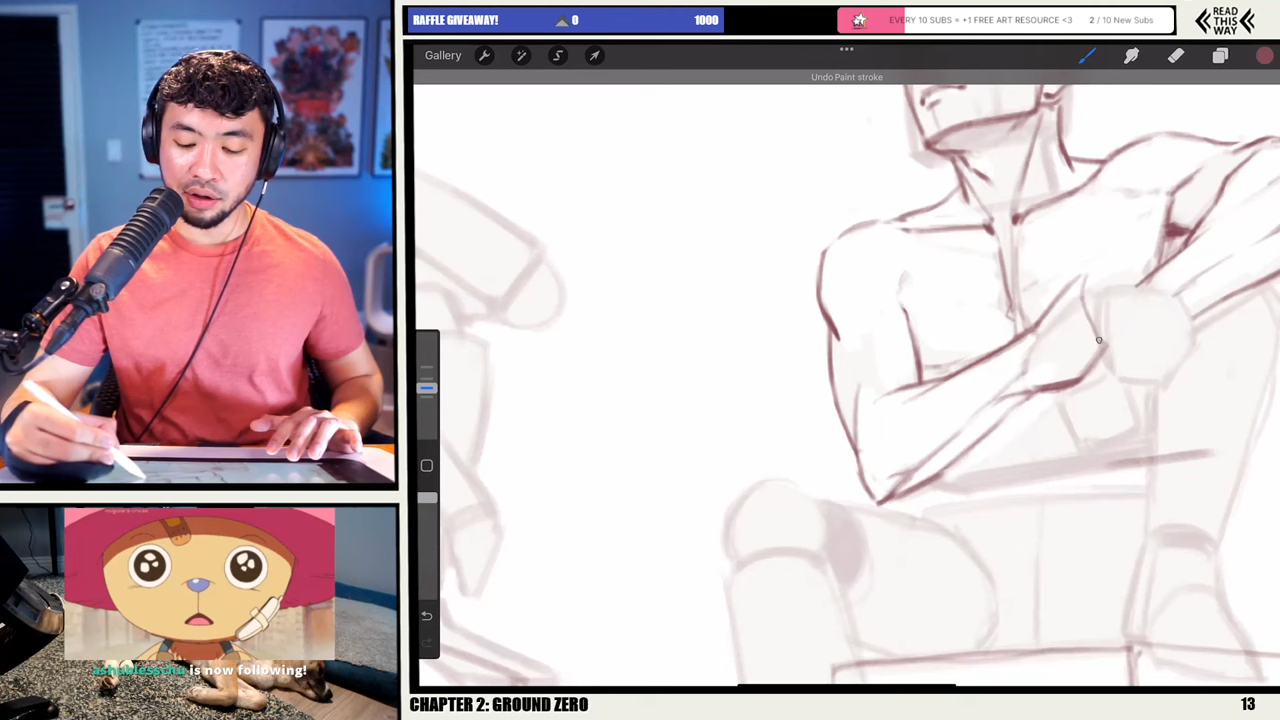 RAFFLE GIVEAWAY!
0
1000
EVERY 10 SUBS = +1 FREE ART RESOURCE <3
2 / 10 New Subs
READ
THIS
WAY
Gallery
Undo Paint stroke
ashublesschu is now following!
CHAPTER 2: GROUND ZERO
13